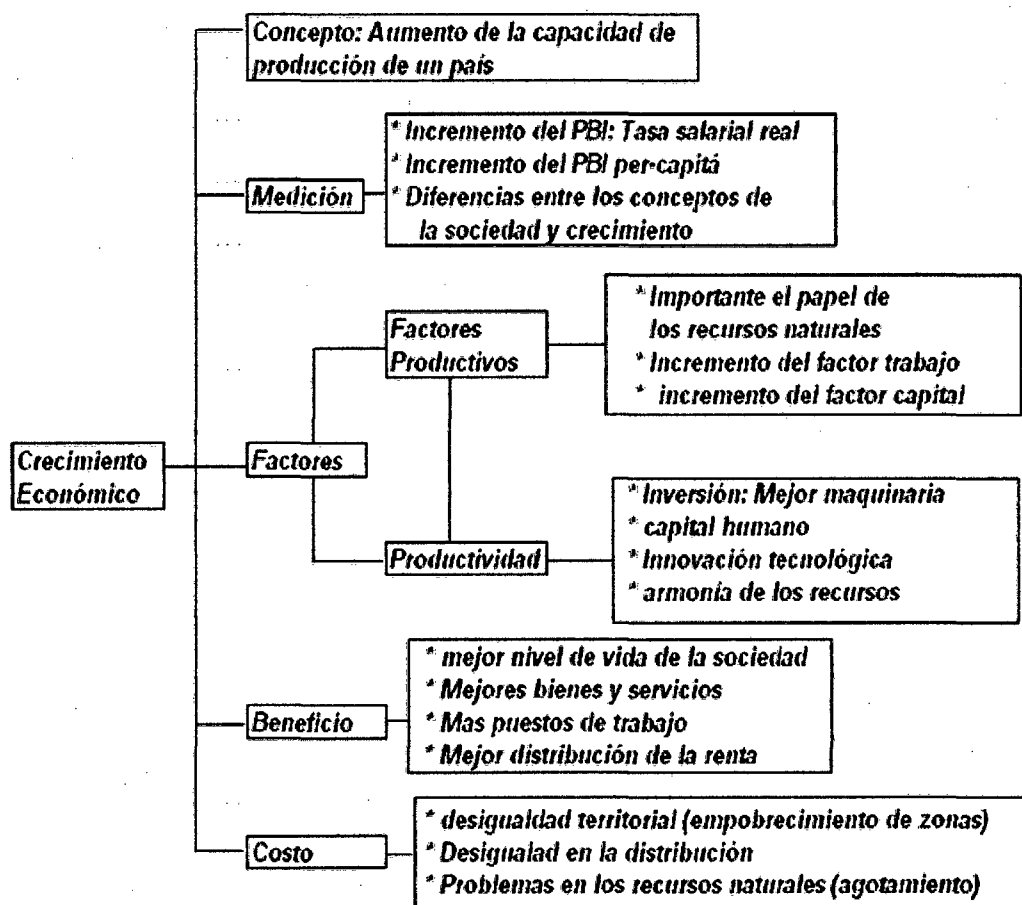 Concepto: Aumento de la capacidad de
producción de un país
* Incremento del PBI: Tasa salarial real
* Incremento del PBI per-capitá
* Diferencias entre los conceptos de
la sociedad y crecimiento
Medición
Factores
Productivos
* Importante el papel de
los recursos naturales
* Incremento del factor trabajo
* incremento del factor capital
Crecimiento
Económico
Factores
Productividad
* Inversión: Mejor maquinaria
* capital humano
* Innovación tecnológica
* armonía de los recursos
Beneficio
* mejor nivel de vida de la sociedad
* Mejores bienes y servicios
* Mas puestos de trabajo
* Mejor distribución de la renta
Costo
* desigualdad territorial (empobrecimiento de zonas)
* Desigualad en la distribución
* Problemas en los recursos naturales (agotamiento)